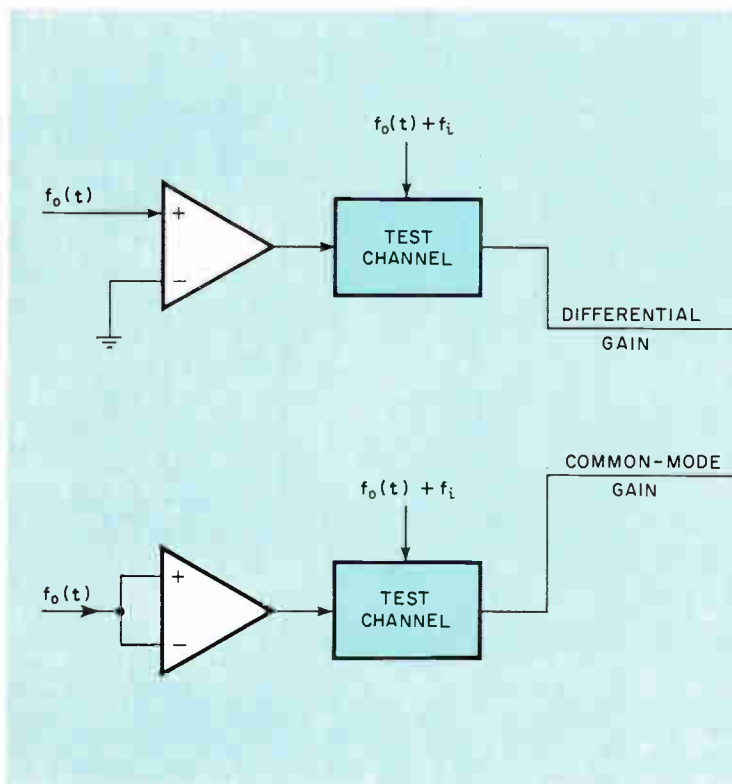 f₀(t) + fᵢ
f₀(t)
+
−
TEST
CHANNEL
DIFFERENTIAL
GAIN
COMMON-MODE
GAIN
f₀(t) + fᵢ
f₀(t)
+
−
TEST
CHANNEL